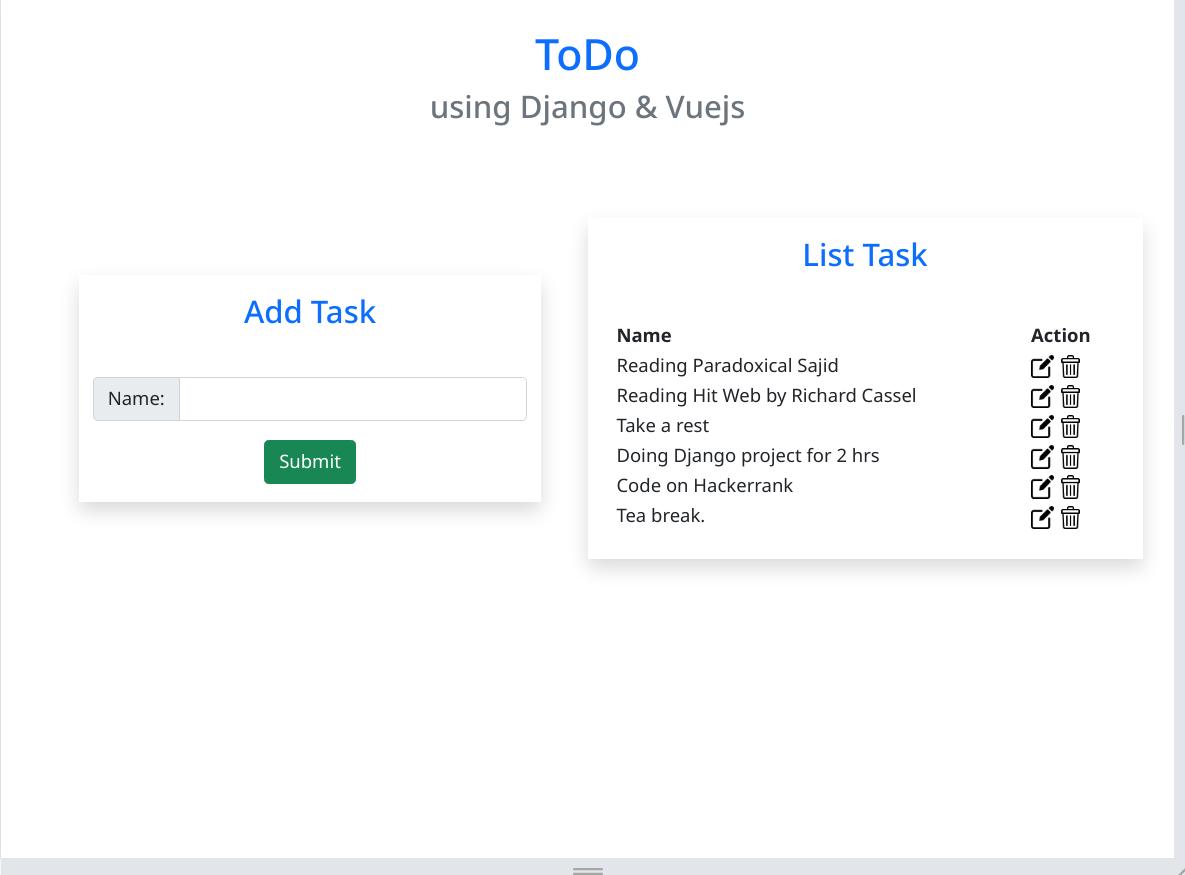 ToDo
using Django & Vuejs
Add Task
Name:
Submit
List Task
Name Action
Reading Paradoxical Sajid
Reading Hit Web by Richard Cassel
Take a rest
Doing Django project for 2 hrs
Code on Hackerrank
Tea break.